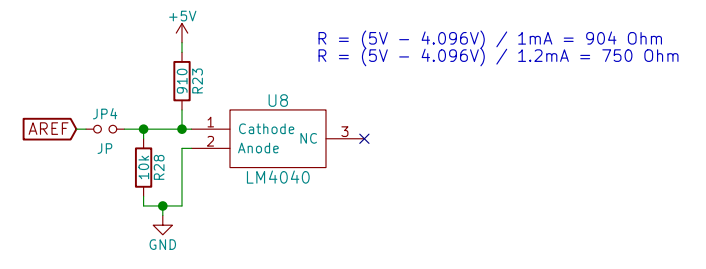 +5V
R = (5V - 4.096V) / 1mA = 904 Ohm
R = (5V - 4.096V) / 1.2mA = 750 Ohm
910
R23
U8
JP4
AREF
JP
1
Cathode
2
Anode
NC
3
10k
R28
LM4040
GND